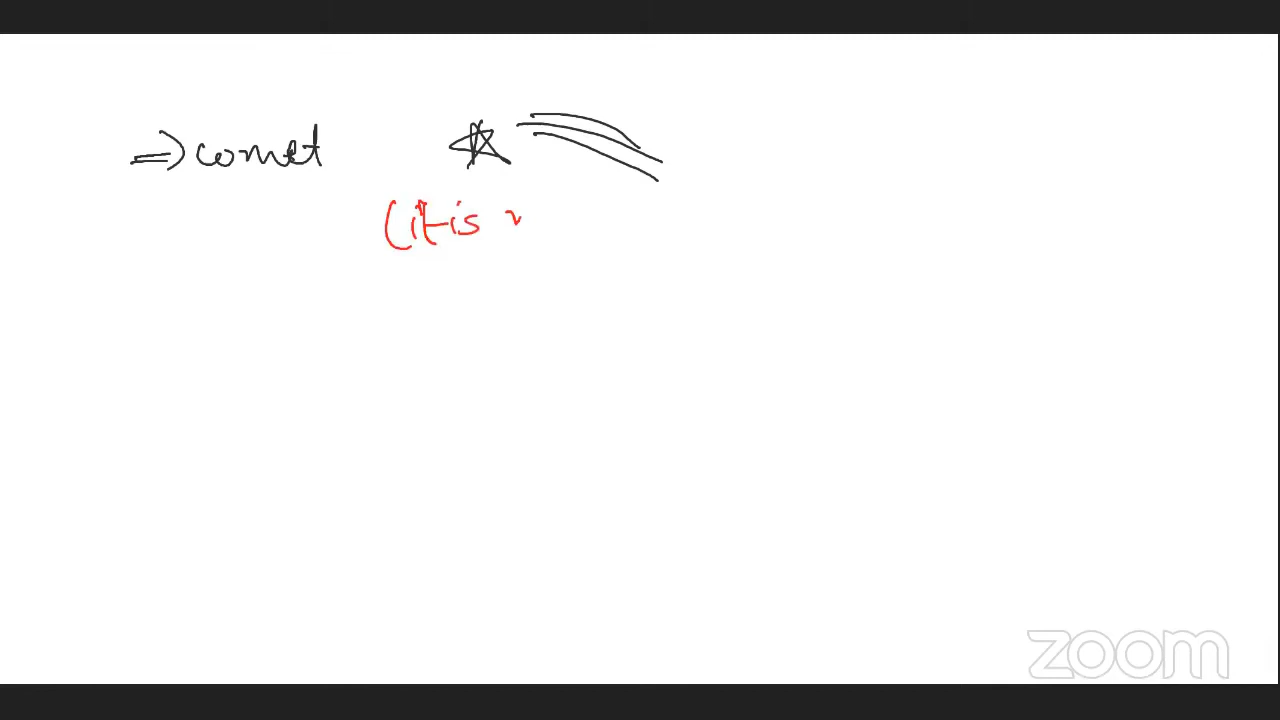 ⇒ comet
(it is
zoom